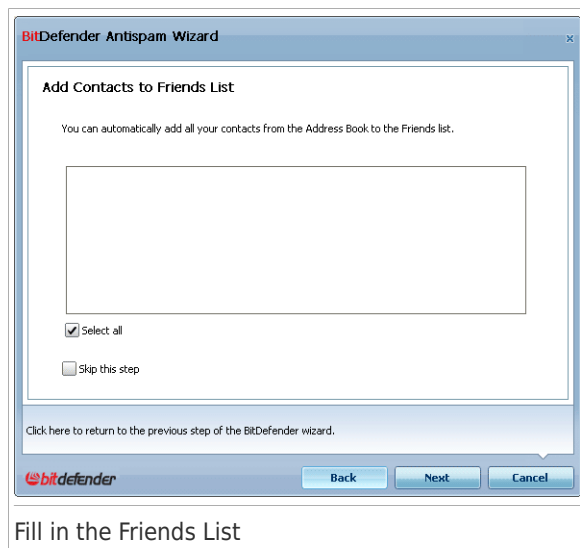 BitDefender Antispam Wizard
x
Add Contacts to Friends List
You can automatically add all your contacts from the Address Book to the Friends list.
Select all
Skip this step
Click here to return to the previous step of the BitDefender wizard.
bitdefender
Back
Next
Cancel
Fill in the Friends List